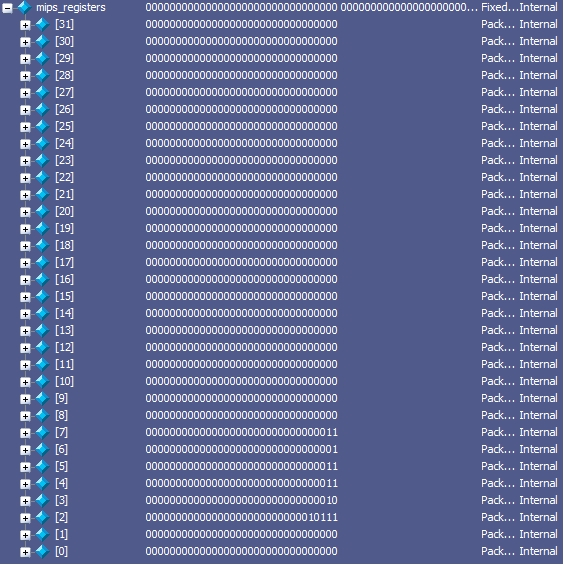 mips_registers 00000000000000000000000000000000 000000000000000000000... Fixed... Internal
[31] 00000000000000000000000000000000 Pack... Internal
[30] 00000000000000000000000000000000 Pack... Internal
[29] 00000000000000000000000000000000 Pack... Internal
[28] 00000000000000000000000000000000 Pack... Internal
[27] 00000000000000000000000000000000 Pack... Internal
[26] 00000000000000000000000000000000 Pack... Internal
[25] 00000000000000000000000000000000 Pack... Internal
[24] 00000000000000000000000000000000 Pack... Internal
[23] 00000000000000000000000000000000 Pack... Internal
[22] 00000000000000000000000000000000 Pack... Internal
[21] 00000000000000000000000000000000 Pack... Internal
[20] 00000000000000000000000000000000 Pack... Internal
[19] 00000000000000000000000000000000 Pack... Internal
[18] 00000000000000000000000000000000 Pack... Internal
[17] 00000000000000000000000000000000 Pack... Internal
[16] 00000000000000000000000000000000 Pack... Internal
[15] 00000000000000000000000000000000 Pack... Internal
[14] 00000000000000000000000000000000 Pack... Internal
[13] 00000000000000000000000000000000 Pack... Internal
[12] 00000000000000000000000000000000 Pack... Internal
[11] 00000000000000000000000000000000 Pack... Internal
[10] 00000000000000000000000000000000 Pack... Internal
[9] 00000000000000000000000000000000 Pack... Internal
[8] 00000000000000000000000000000000 Pack... Internal
[7] 00000000000000000000000000000011 Pack... Internal
[6] 00000000000000000000000000000001 Pack... Internal
[5] 00000000000000000000000000000011 Pack... Internal
[4] 00000000000000000000000000000011 Pack... Internal
[3] 00000000000000000000000000000010 Pack... Internal
[2] 00000000000000000000000000010111 Pack... Internal
[1] 00000000000000000000000000000000 Pack... Internal
[0] 00000000000000000000000000000000 Pack... Internal